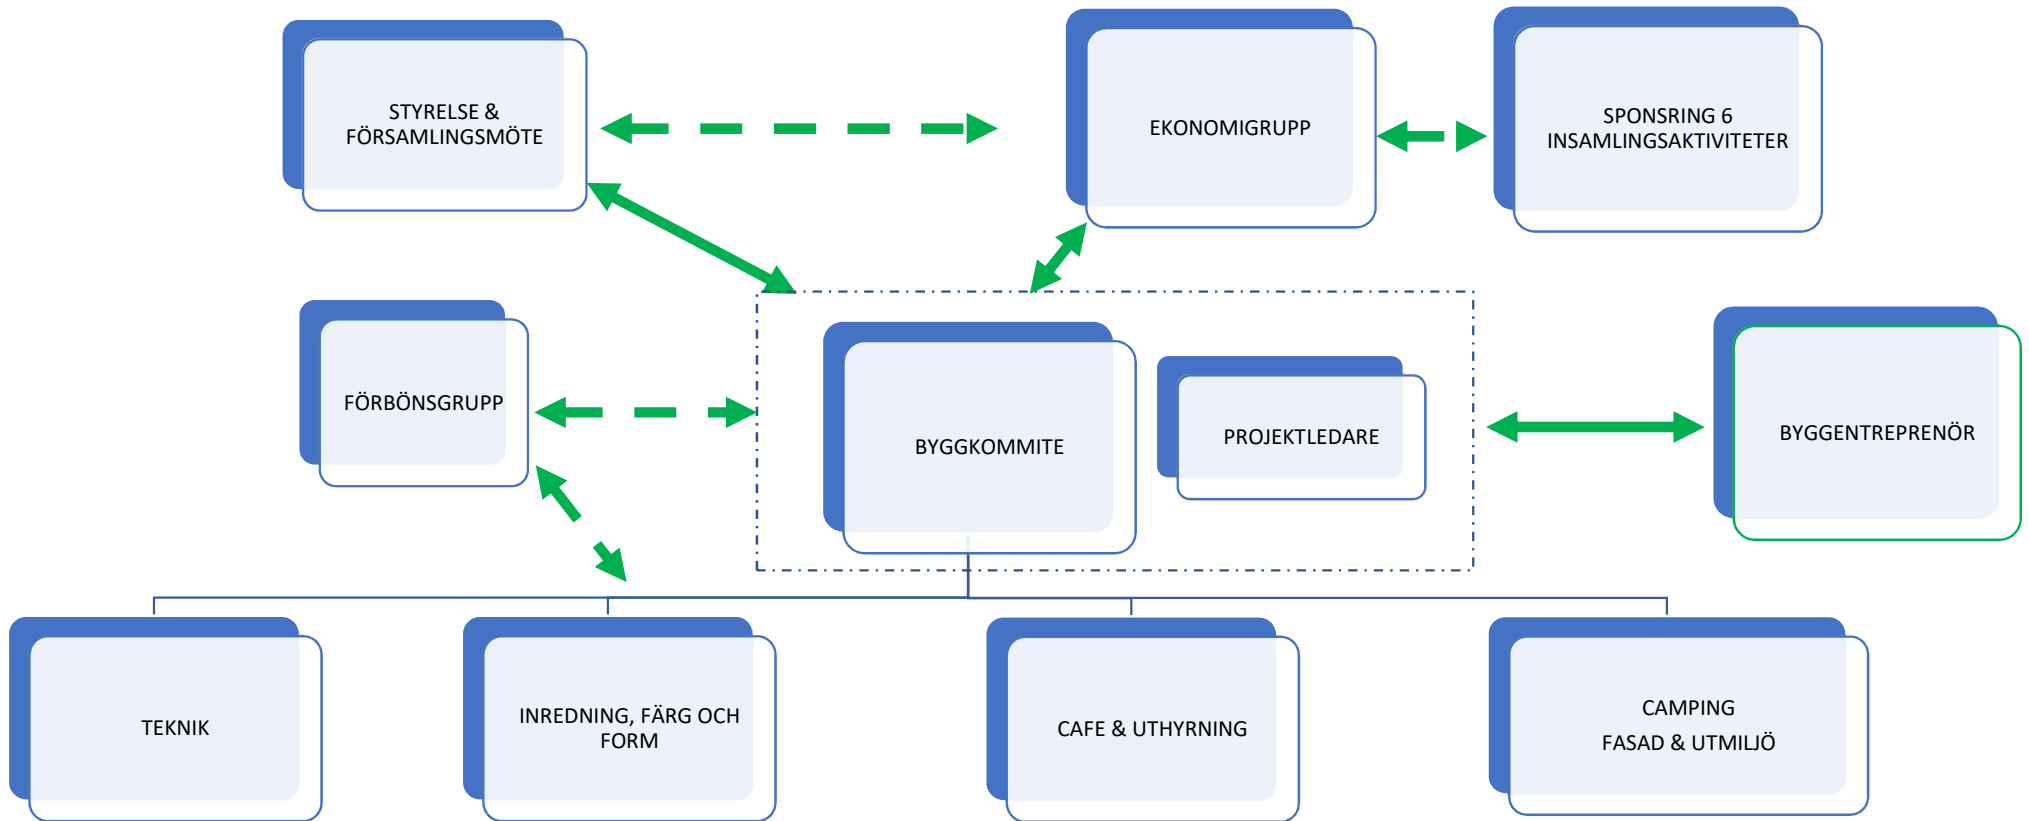 STYRELSE &
FÖRSAMLINGSMÖTE
EKONOMIGRUPP
SPONSRING 6
INSAMLINGSAKTIVITETER
FÖRBÖNSGRUPP
BYGGKOMMITE
PROJEKTLEDARE
BYGGENTREPRENÖR
TEKNIK
INREDNING, FÄRG OCH
FORM
CAFE & UTHYRNING
CAMPING
FASAD & UTMILJÖ